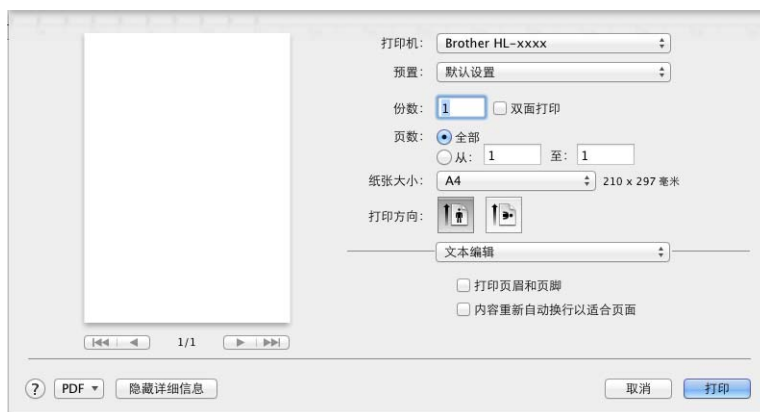 打印机： Brother HL-xxxx
预置： 默认设置
份数： 1 双面打印
页数： 全部
从： 1 至： 1
纸张大小： A4 210 x 297 毫米
打印方向：
文本编辑
打印页眉和页脚
内容重新自动换行以适合页面
1/1
? PDF 隐藏详细信息 取消 打印